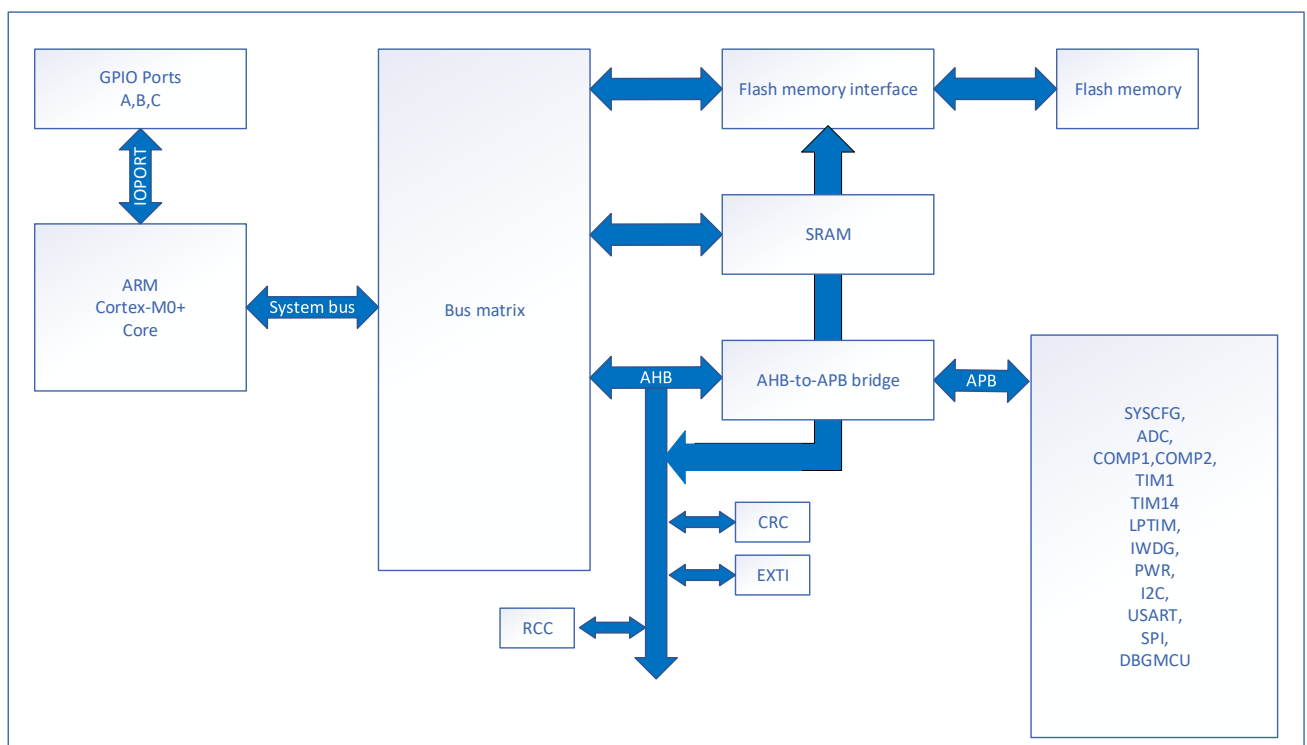 GPIO Ports
A,B,C
IOPORT
ARM
Cortex-M0+
Core
System bus
Bus matrix
Flash memory interface
Flash memory
SRAM
AHB
AHB-to-APB bridge
APB
CRC
EXTI
RCC
SYSCFG,
ADC,
COMP1,COMP2,
TIM1
TIM14
LPTIM,
IWDG,
PWR,
I2C,
USART,
SPI,
DBGMCU